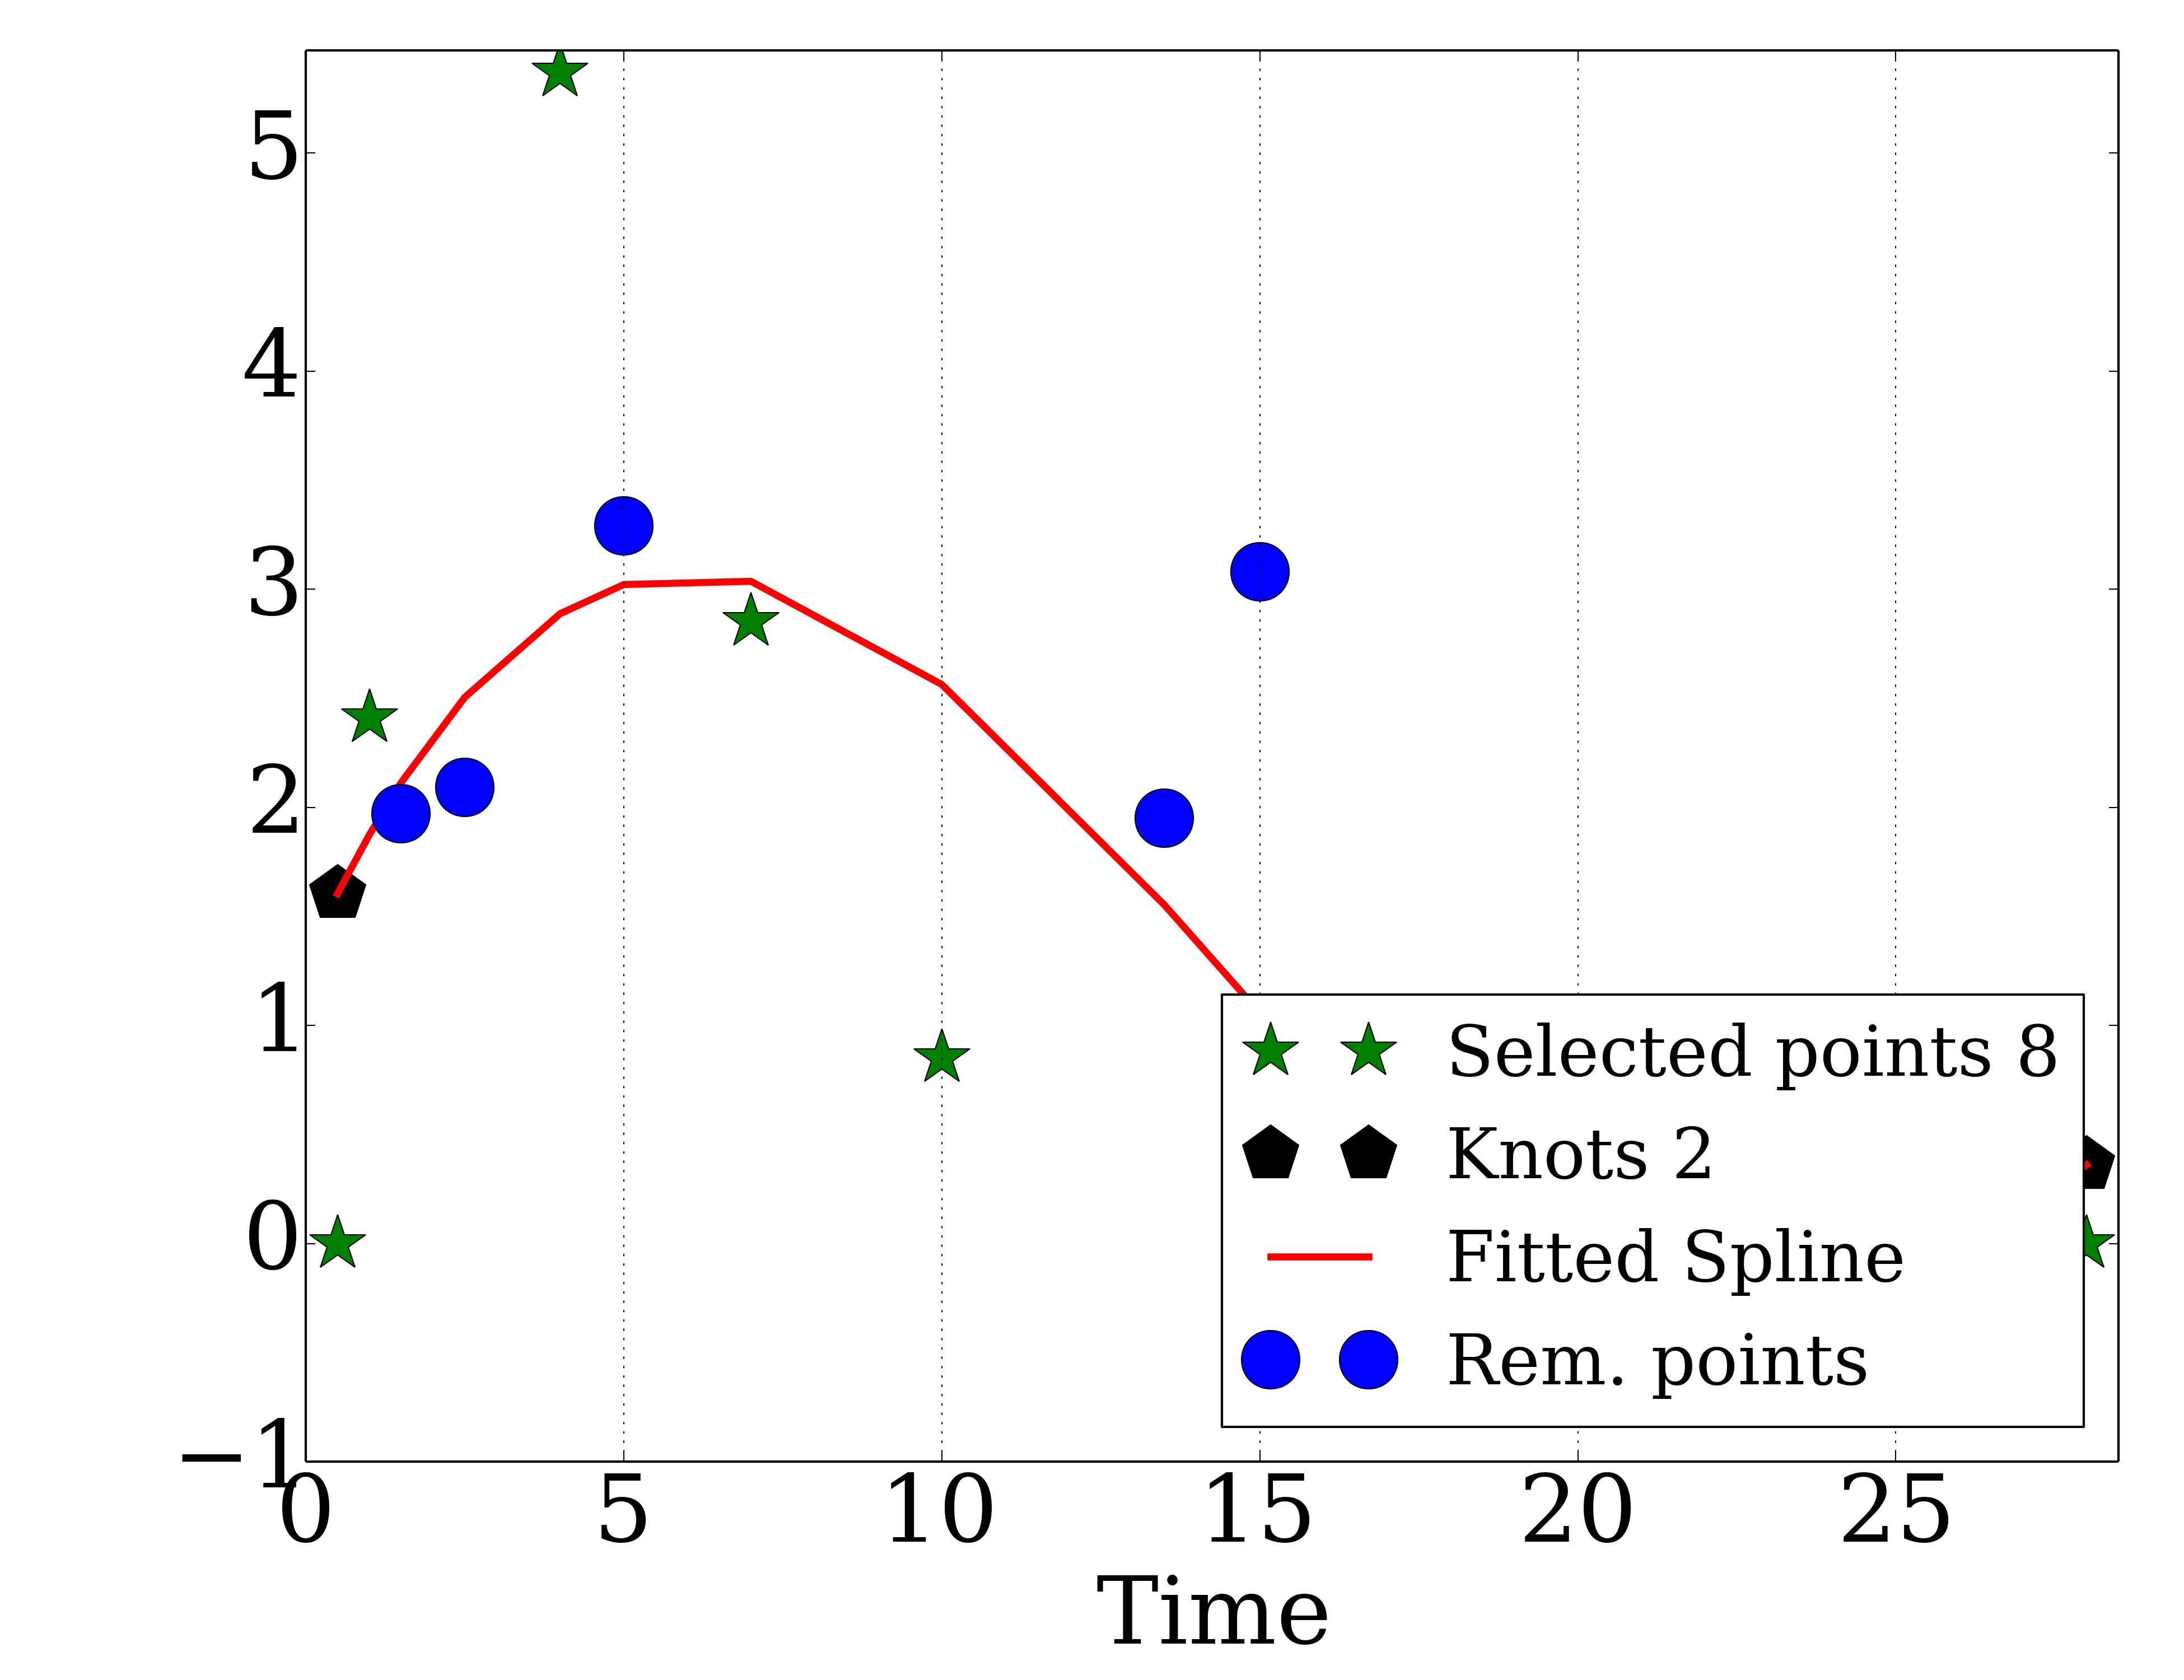 5
4
3
2
1
0
−1
0 5 10 15 20 25
Time
Selected points 8
Knots 2
Fitted Spline
Rem. points